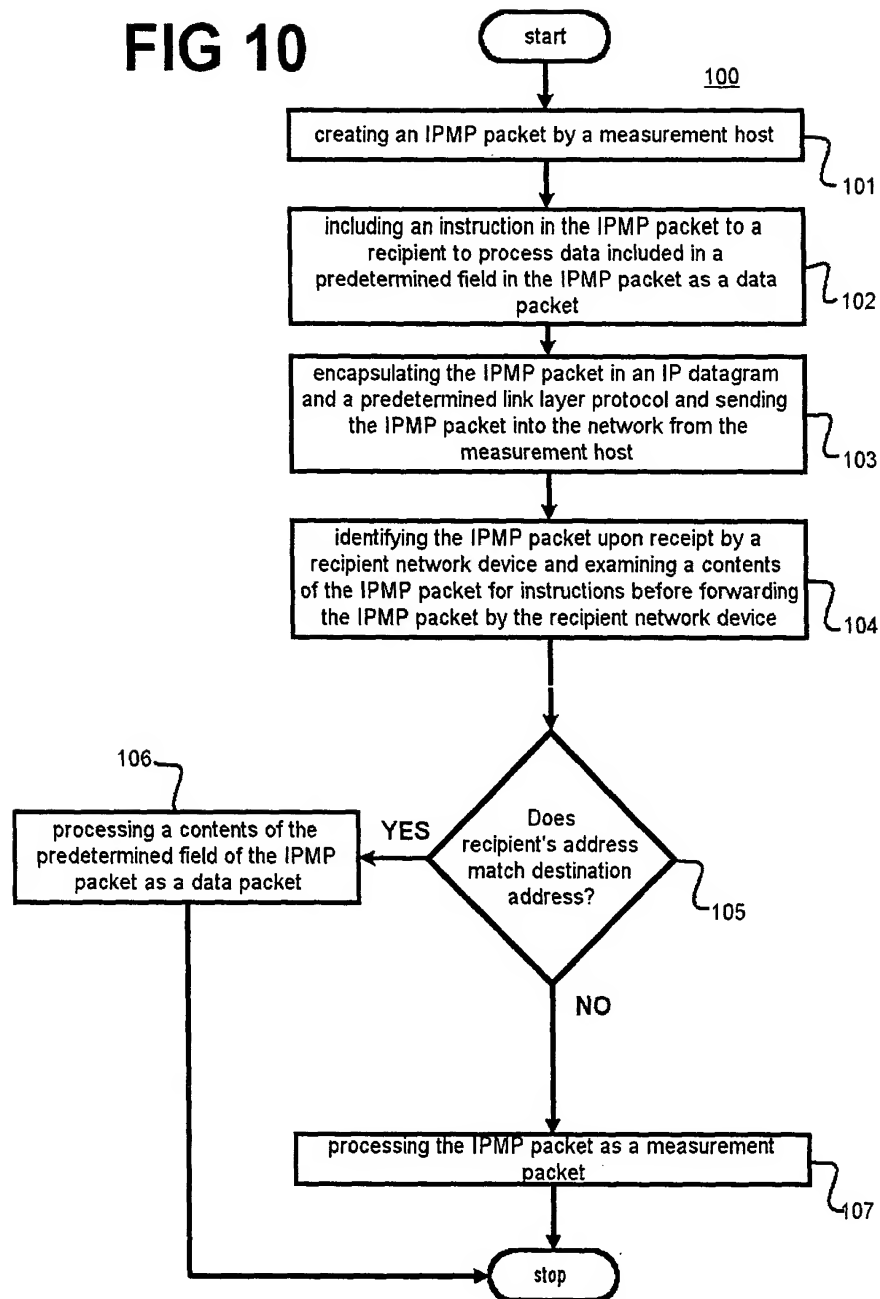 FIG 10
start
100
creating an IPMP packet by a measurement host
101
including an instruction in the IPMP packet to a
recipient to process data included in a
predetermined field in the IPMP packet as a data
packet
102
encapsulating the IPMP packet in an IP datagram
and a predetermined link layer protocol and sending
the IPMP packet into the network from the
measurement host
103
identifying the IPMP packet upon receipt by a
recipient network device and examining a contents
of the IPMP packet for instructions before forwarding
the IPMP packet by the recipient network device
104
106
processing a contents of the
predetermined field of the IPMP
packet as a data packet
YES
Does
recipient's address
match destination
address?
105
NO
processing the IPMP packet as a measurement
packet
107
stop